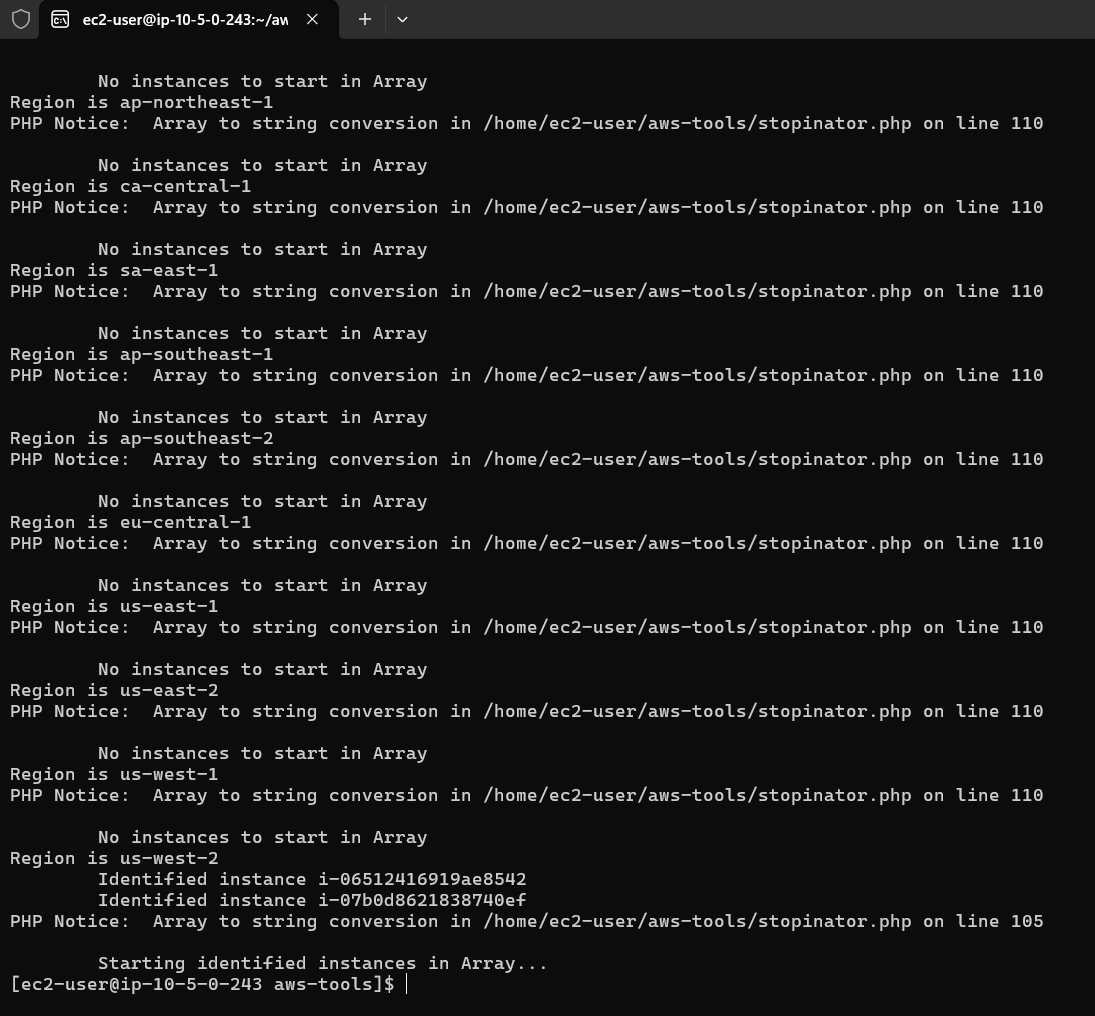 ec2-user@ip-10-5-0-243:~/aw
No instances to start in Array
Region is ap-northeast-1
PHP Notice:  Array to string conversion in /home/ec2-user/aws-tools/stopinator.php on line 110
No instances to start in Array
Region is ca-central-1
PHP Notice:  Array to string conversion in /home/ec2-user/aws-tools/stopinator.php on line 110
No instances to start in Array
Region is sa-east-1
PHP Notice:  Array to string conversion in /home/ec2-user/aws-tools/stopinator.php on line 110
No instances to start in Array
Region is ap-southeast-1
PHP Notice:  Array to string conversion in /home/ec2-user/aws-tools/stopinator.php on line 110
No instances to start in Array
Region is ap-southeast-2
PHP Notice:  Array to string conversion in /home/ec2-user/aws-tools/stopinator.php on line 110
No instances to start in Array
Region is eu-central-1
PHP Notice:  Array to string conversion in /home/ec2-user/aws-tools/stopinator.php on line 110
No instances to start in Array
Region is us-east-1
PHP Notice:  Array to string conversion in /home/ec2-user/aws-tools/stopinator.php on line 110
No instances to start in Array
Region is us-east-2
PHP Notice:  Array to string conversion in /home/ec2-user/aws-tools/stopinator.php on line 110
No instances to start in Array
Region is us-west-1
PHP Notice:  Array to string conversion in /home/ec2-user/aws-tools/stopinator.php on line 110
No instances to start in Array
Region is us-west-2
Identified instance i-06512416919ae8542
Identified instance i-07b0d8621838740ef
PHP Notice:  Array to string conversion in /home/ec2-user/aws-tools/stopinator.php on line 105
Starting identified instances in Array...
[ec2-user@ip-10-5-0-243 aws-tools]$